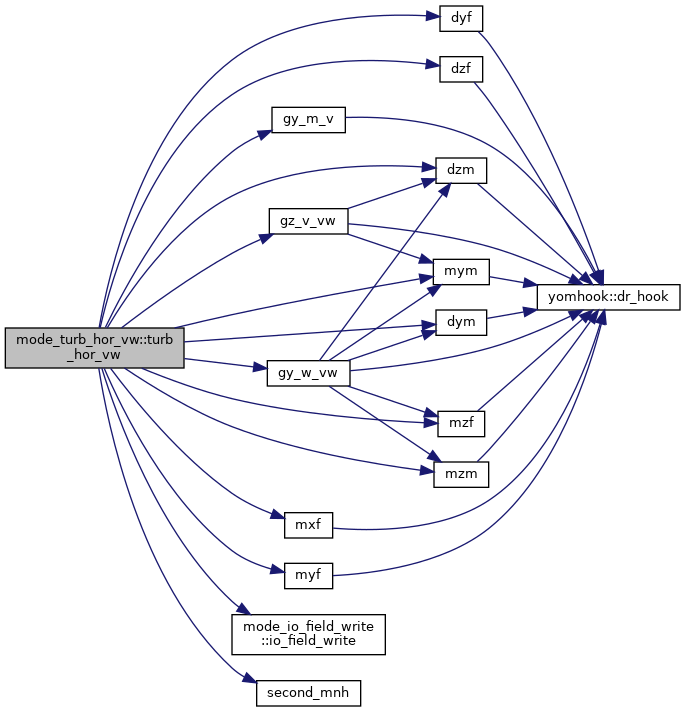 dyf
dzf
gy_m_v
dzm
gz_v_vw
mym
yomhook::dr_hook
dym
mode_turb_hor_vw::turb
_hor_vw
gy_w_vw
mzf
mzm
mxf
myf
mode_io_field_write
::io_field_write
second_mnh